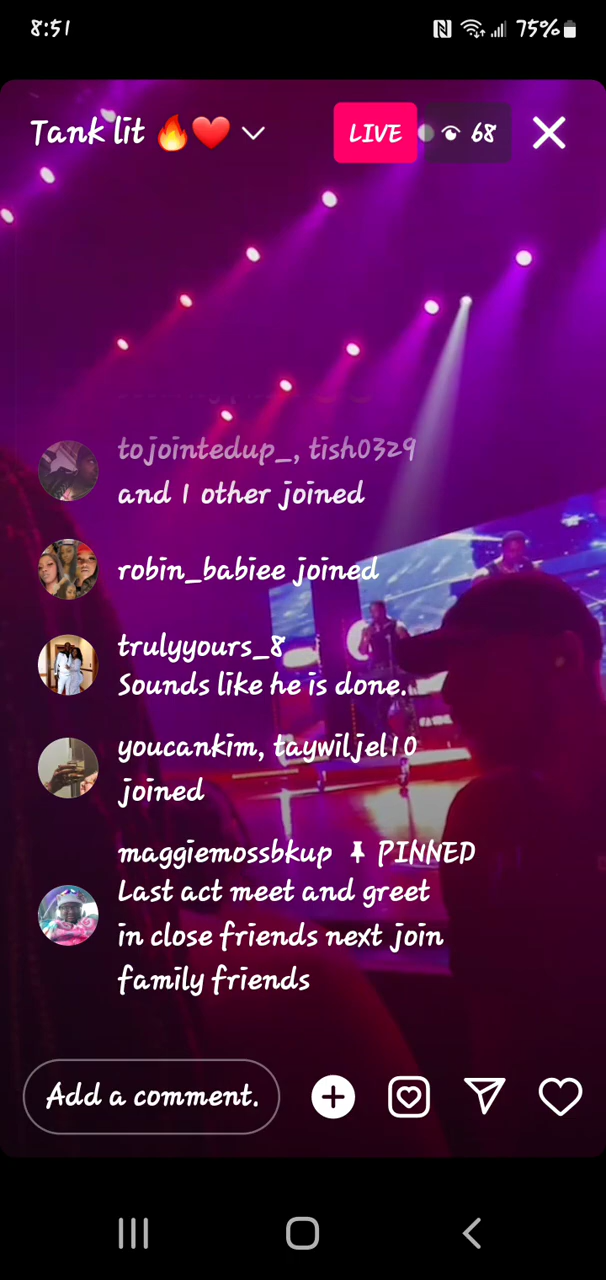 8:51 75%
Tank lit 🔥❤️ LIVE 68
tojointedup_, tish0329
and 1 other joined
robin_babiee joined
trulyyours_8
Sounds like he is done.
youcankim, taywiljel10
joined
maggiemossbkup PINNED
Last act meet and greet
in close friends next join
family friends
Add a comment.